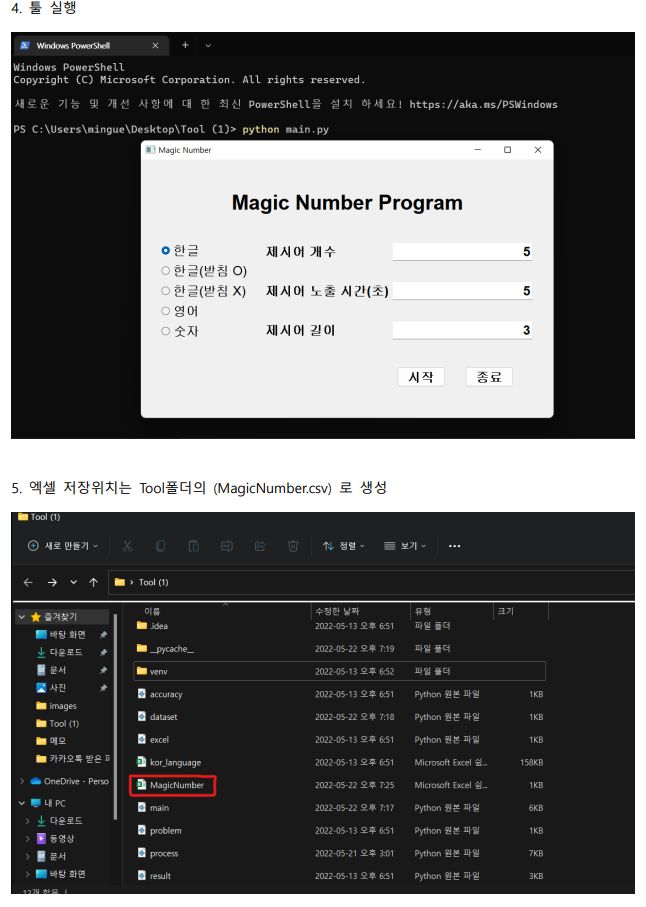 4. 툴 실행
Windows PowerShell
Windows PowerShell
Copyright (C) Microsoft Corporation. All rights reserved.
새로운 기능 및 개선 사항에 대 한 최신 PowerShell을 설치 하세요! https://aka.ms/PSWindows
PS C:\Users\mingue\Desktop\Tool (1)> python main.py
Magic Number
Magic Number Program
한글 제시어 개수 5
한글(받침 O)
한글(받침 X) 제시어 노출 시간(초) 5
영어
숫자 제시어 길이 3
시작 종료
5. 엑셀 저장위치는 Tool폴더의 (MagicNumber.csv) 로 생성
Tool (1)
새로 만들기 정렬 보기 ...
Tool (1)
이름 수정한 날짜 유형 크기
즐겨찾기
바탕 화면
다운로드
문서
사진
images
Tool (1)
메모
카카오톡 받은 
OneDrive - Perso
내 PC
다운로드
동영상
문서
바탕 화면
.idea 2022-05-13 오후 6:51 파일 폴더
__pycache__ 2022-05-22 오후 7:19 파일 폴더
venv 2022-05-13 오후 6:52 파일 폴더
accuracy 2022-05-13 오후 6:51 Python 원본 파일 1KB
dataset 2022-05-22 오후 7:18 Python 원본 파일 1KB
excel 2022-05-13 오후 6:51 Python 원본 파일 1KB
kor_language 2022-05-13 오후 6:51 Microsoft Excel 쉼... 158KB
MagicNumber 2022-05-22 오후 7:25 Microsoft Excel 쉼... 1KB
main 2022-05-22 오후 7:17 Python 원본 파일 6KB
problem 2022-05-13 오후 6:51 Python 원본 파일 1KB
process 2022-05-21 오후 3:01 Python 원본 파일 7KB
result 2022-05-13 오후 6:51 Python 원본 파일 3KB